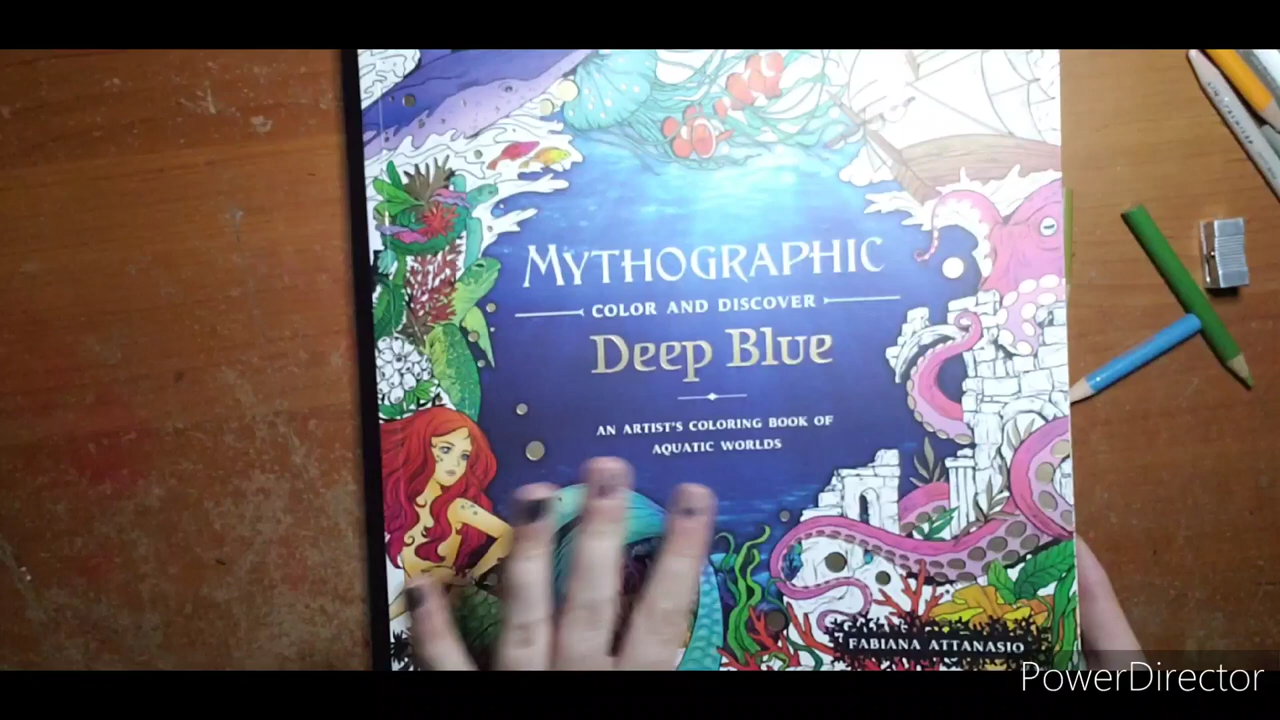 MYTHOGRAPHIC
COLOR AND DISCOVER
Deep Blue
AN ARTIST'S COLORING BOOK OF
AQUATIC WORLDS
FABIANA ATTANASIO
PowerDirector